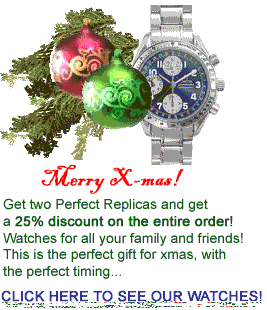 Merry X-mas!
Get two Perfect Replicas and get
a 25% discount on the entire order!
Watches for all your family and friends!
This is the perfect gift for xmas, with
the perfect timing...
CLICK HERE TO SEE OUR WATCHES!